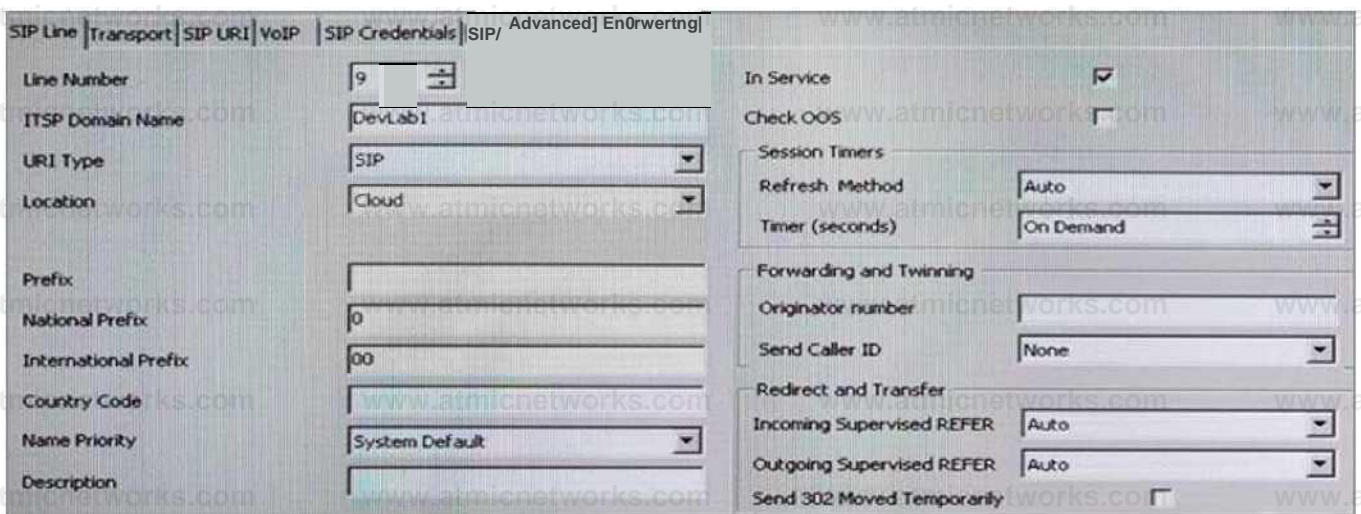 SIP Line Transport SIP URI VoIP SIP Credentials SIP/ Advanced] En0rwertng|
Line Number 9
ITSP Domain Name DevLab1
URI Type SIP
Location Cloud
Prefix
National Prefix 0
International Prefix 00
Country Code
Name Priority System Default
Description
In Service
Check OOS
Session Timers
Refresh Method Auto
Timer (seconds) On Demand
Forwarding and Twinning
Originator number
Send Caller ID None
Redirect and Transfer
Incoming Supervised REFER Auto
Outgoing Supervised REFER Auto
Send 302 Moved Temporarily
www.atmicnetworks.com